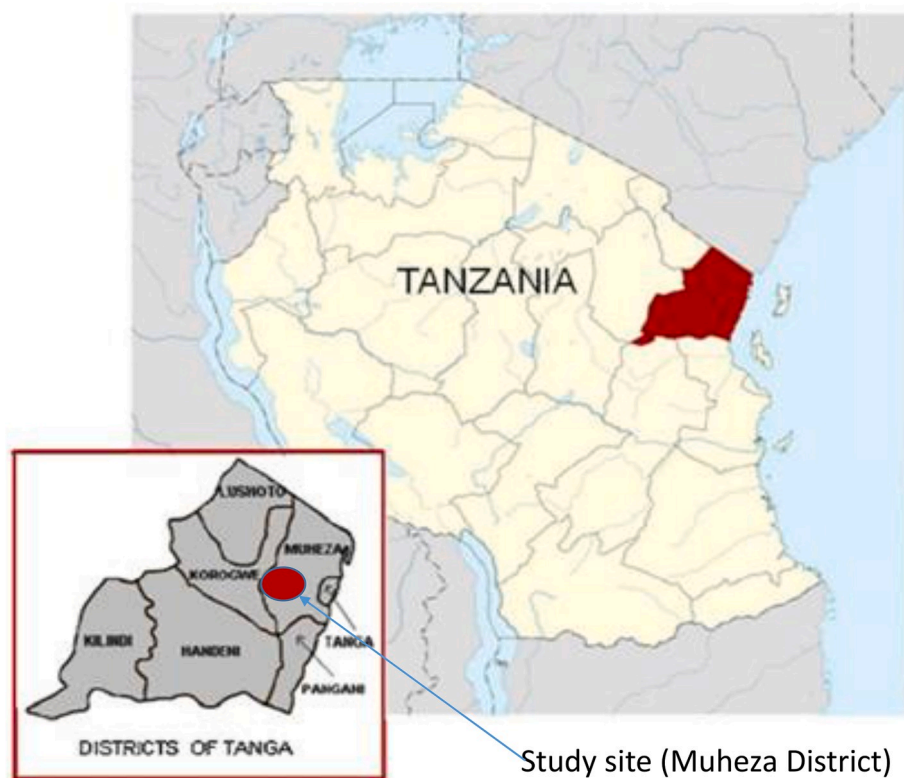 TANZANIA
LUSHOTO
MUHEZA
KOROGWE
KILINDI
HANDENI
TANGA
PANGANI
DISTRICTS OF TANGA
Study site (Muheza District)